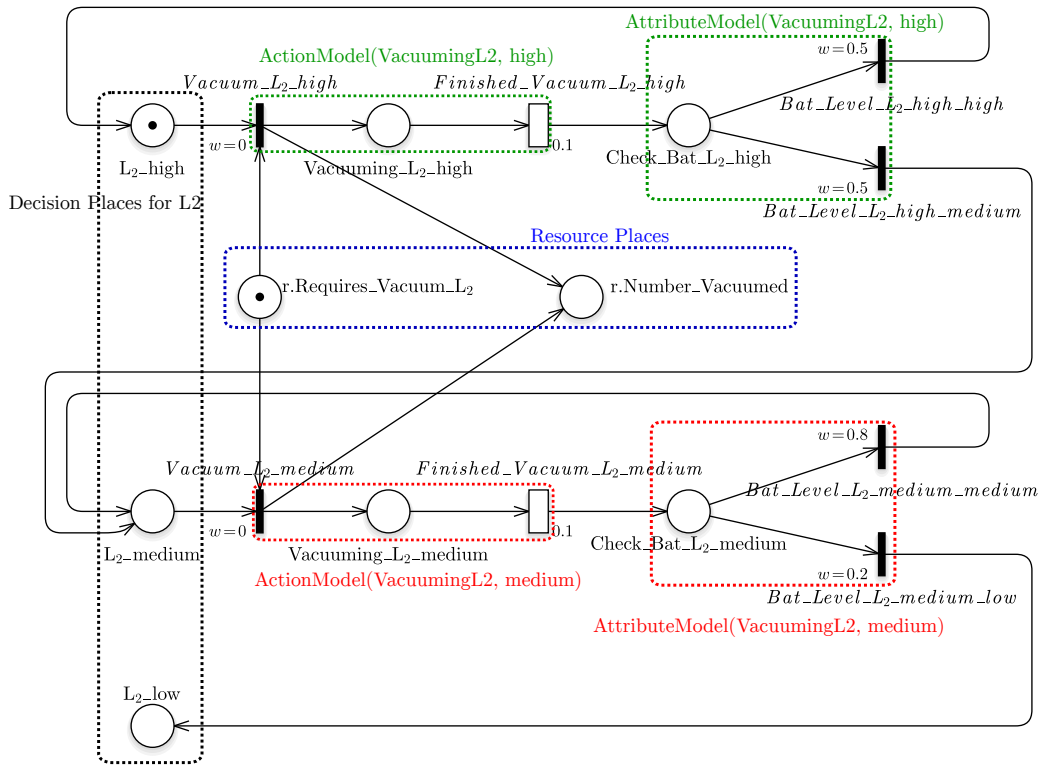 AttributeModel(VacuumingL2, high)
w=0.5
ActionModel(VacuumingL2, high)
Vacuum_L₂_high
Finished_Vacuum_L₂_high
Bat_Level_L₂_high_high
w=0
0.1
Check_Bat_L₂_high
L₂_high
Vacuuming_L₂_high
w=0.5
Decision Places for L2
Bat_Level_L₂_high_medium
Resource Places
r.Requires_Vacuum_L₂
r.Number_Vacuumed
w=0.8
Vacuum_L₂_medium
Finished_Vacuum_L₂_medium
Bat_Level_L₂_medium_medium
w=0
0.1
Check_Bat_L₂_medium
L₂_medium
Vacuuming_L₂_medium
w=0.2
ActionModel(VacuumingL2, medium)
Bat_Level_L₂_medium_low
AttributeModel(VacuumingL2, medium)
L₂_low